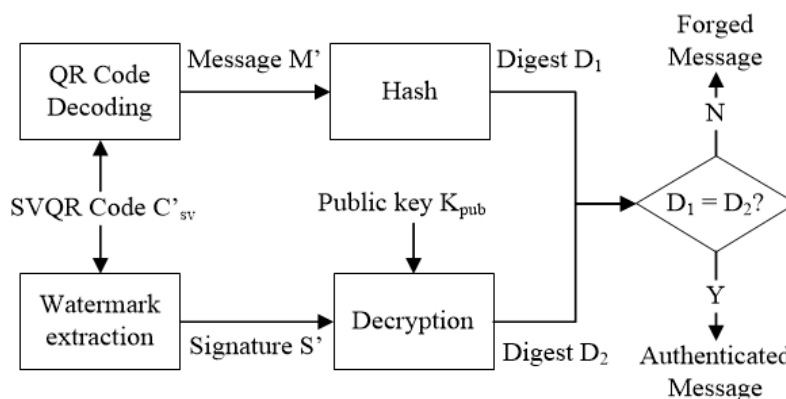 QR Code
Decoding
Message M’
Hash
Digest D₁
Forged
Message
N
SVQR Code C’ₛᵥ
Public key Kₚᵤb
D₁ = D₂?
Watermark
extraction
Signature S’
Decryption
Digest D₂
Y
Authenticated
Message